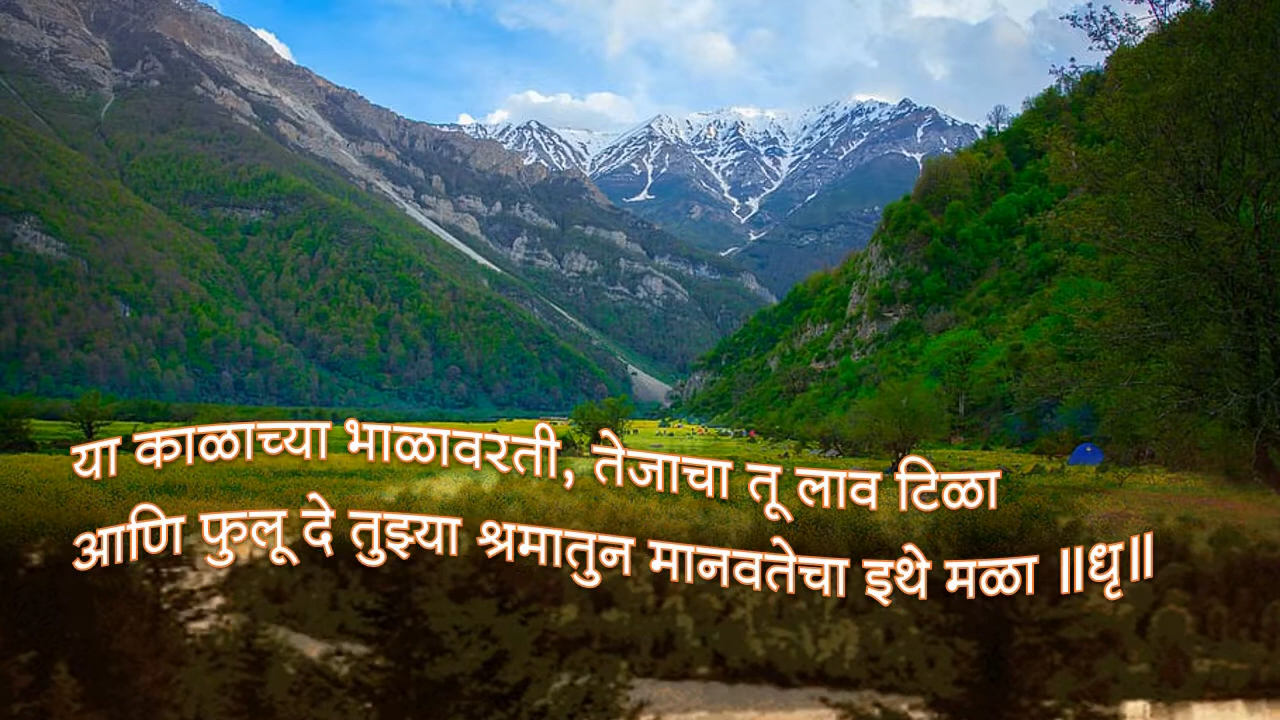 या काळाच्या भाळावरती, तेजाचा तू लाव टिळा
आणि फुलू दे तुझ्या श्रमातुन मानवतेचा इथे मळा ॥धृ॥